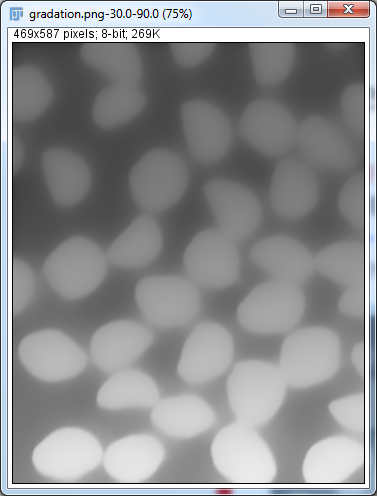 gradation.png-30.0-90.0 (75%)
469x587 pixels; 8-bit; 269K